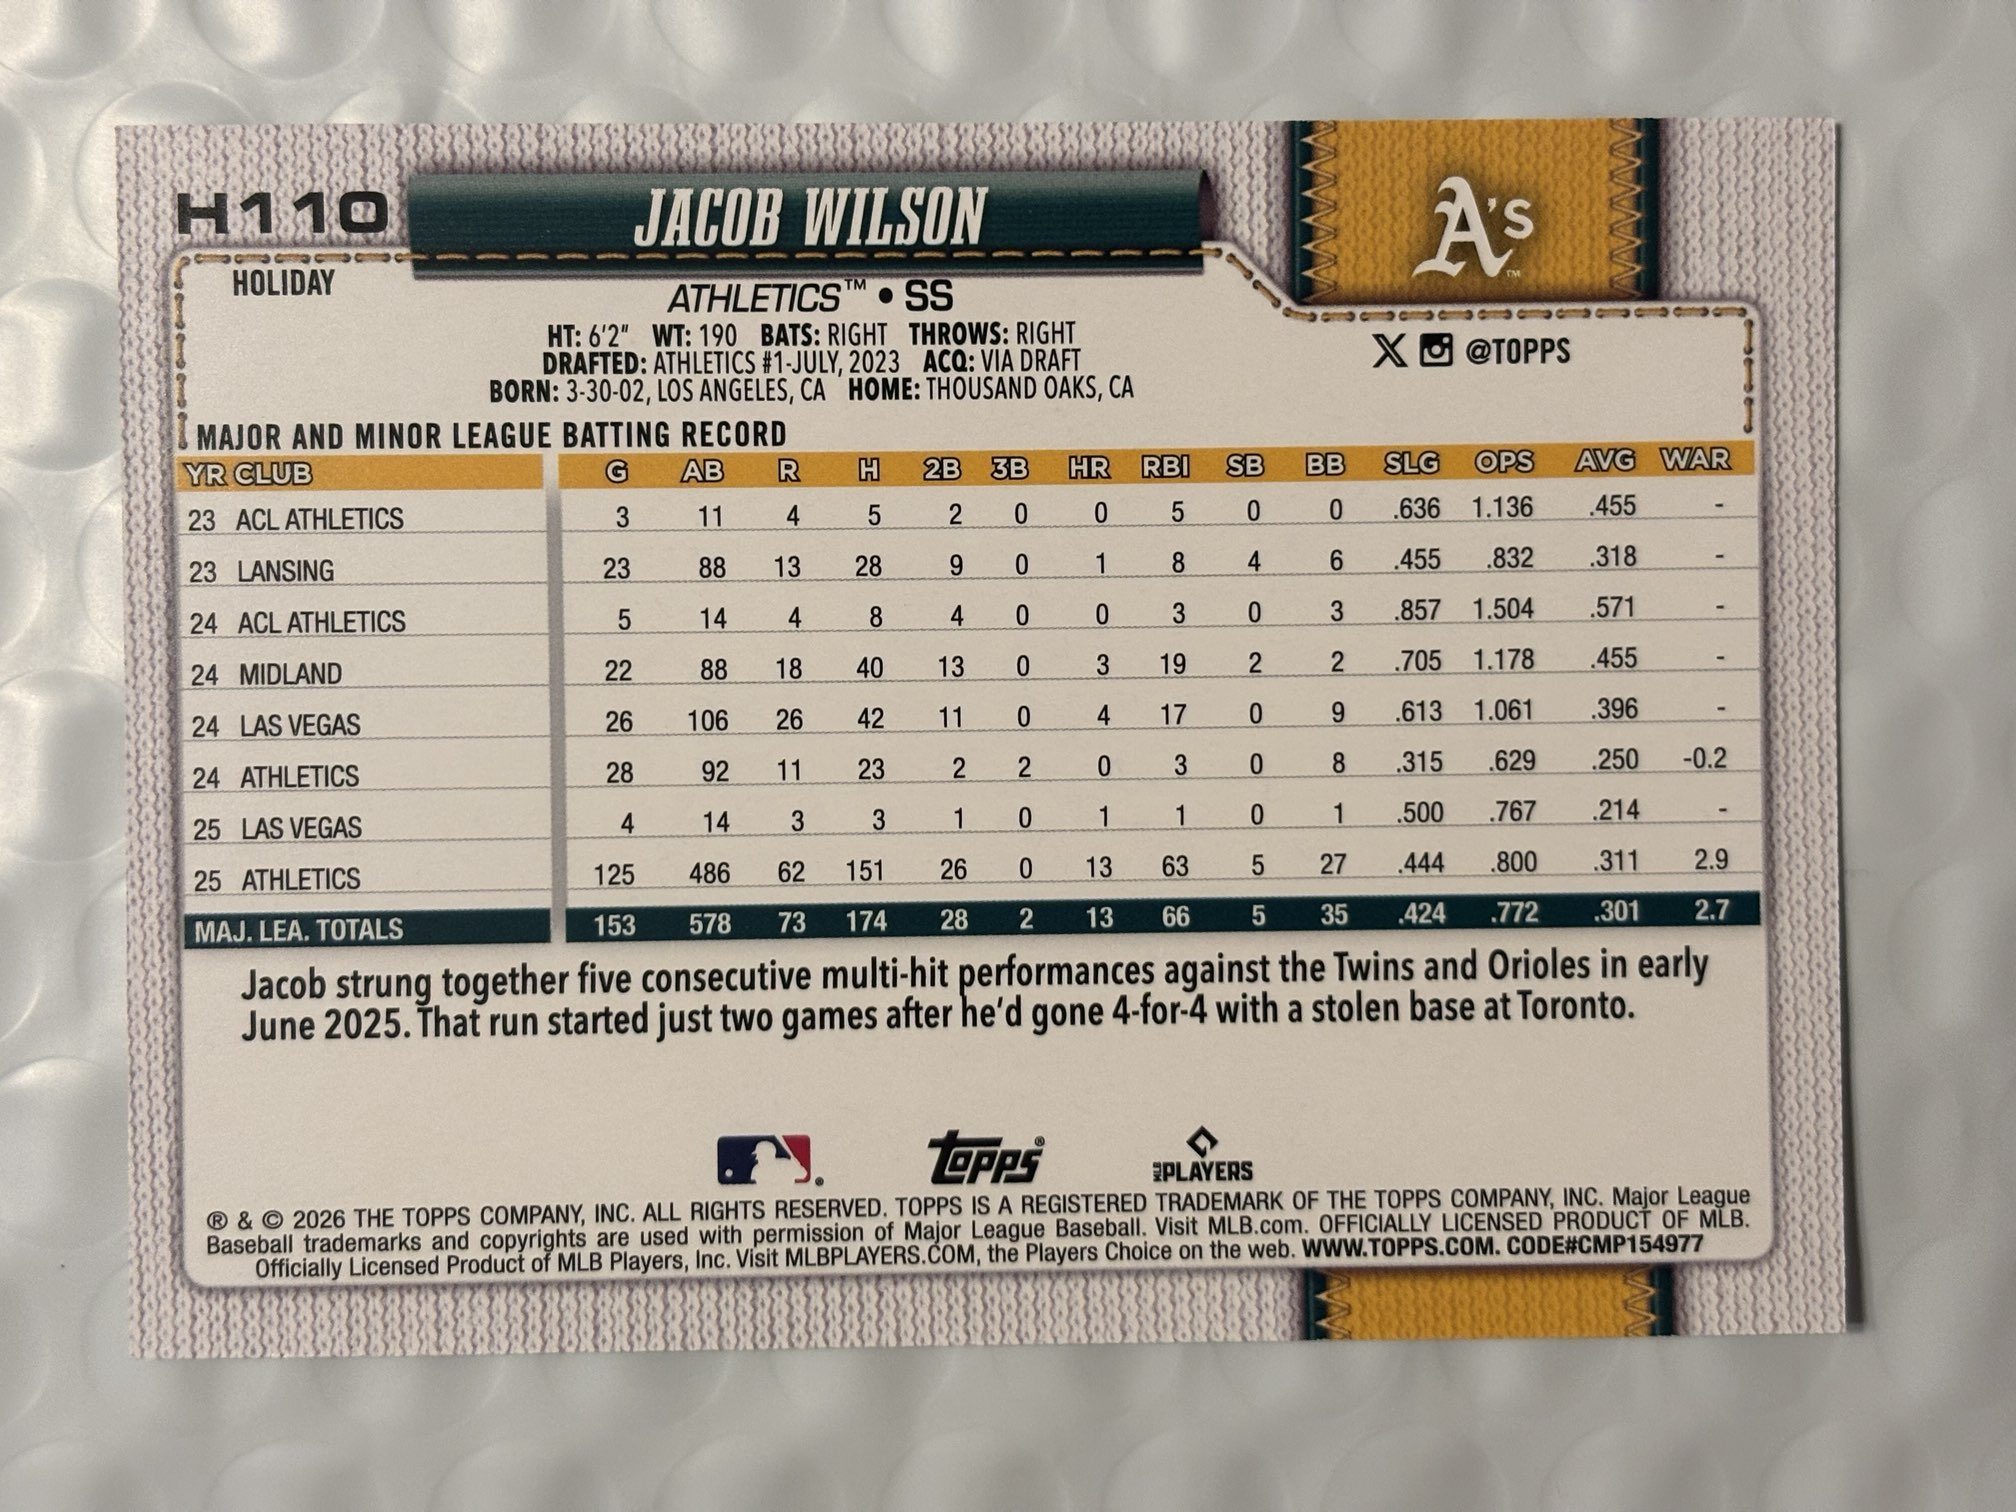 H110 JACOB WILSON A's™
HOLIDAY
ATHLETICS™ • SS
HT: 6'2" WT: 190 BATS: RIGHT THROWS: RIGHT
DRAFTED: ATHLETICS #1-JULY, 2023 ACQ: VIA DRAFT
BORN: 3-30-02, LOS ANGELES, CA HOME: THOUSAND OAKS, CA
X @TOPPS
MAJOR AND MINOR LEAGUE BATTING RECORD
YR CLUB G AB R H 2B 3B HR RBI SB BB SLG OPS AVG WAR
23 ACL ATHLETICS 3 11 4 5 2 0 0 5 0 0 .636 1.136 .455 -
23 LANSING 23 88 13 28 9 0 1 8 4 6 .455 .832 .318 -
24 ACL ATHLETICS 5 14 4 8 4 0 0 3 0 3 .857 1.504 .571 -
24 MIDLAND 22 88 18 40 13 0 3 19 2 2 .705 1.178 .455 -
24 LAS VEGAS 26 106 26 42 11 0 4 17 0 9 .613 1.061 .396 -
24 ATHLETICS 28 92 11 23 2 2 0 3 0 8 .315 .629 .250 -0.2
25 LAS VEGAS 4 14 3 3 1 0 1 1 0 1 .500 .767 .214 -
25 ATHLETICS 125 486 62 151 26 0 13 63 5 27 .444 .800 .311 2.9
MAJ. LEA. TOTALS 153 578 73 174 28 2 13 66 5 35 .424 .772 .301 2.7
Jacob strung together five consecutive multi-hit performances against the Twins and Orioles in early
June 2025. That run started just two games after he'd gone 4-for-4 with a stolen base at Toronto.
Topps® MLB PLAYERS
® & © 2026 THE TOPPS COMPANY, INC. ALL RIGHTS RESERVED. TOPPS IS A REGISTERED TRADEMARK OF THE TOPPS COMPANY, INC. Major League
Baseball trademarks and copyrights are used with permission of Major League Baseball. Visit MLB.com. OFFICIALLY LICENSED PRODUCT OF MLB.
Officially Licensed Product of MLB Players, Inc. Visit MLBPLAYERS.COM, the Players Choice on the web. WWW.TOPPS.COM. CODE#CMP154977